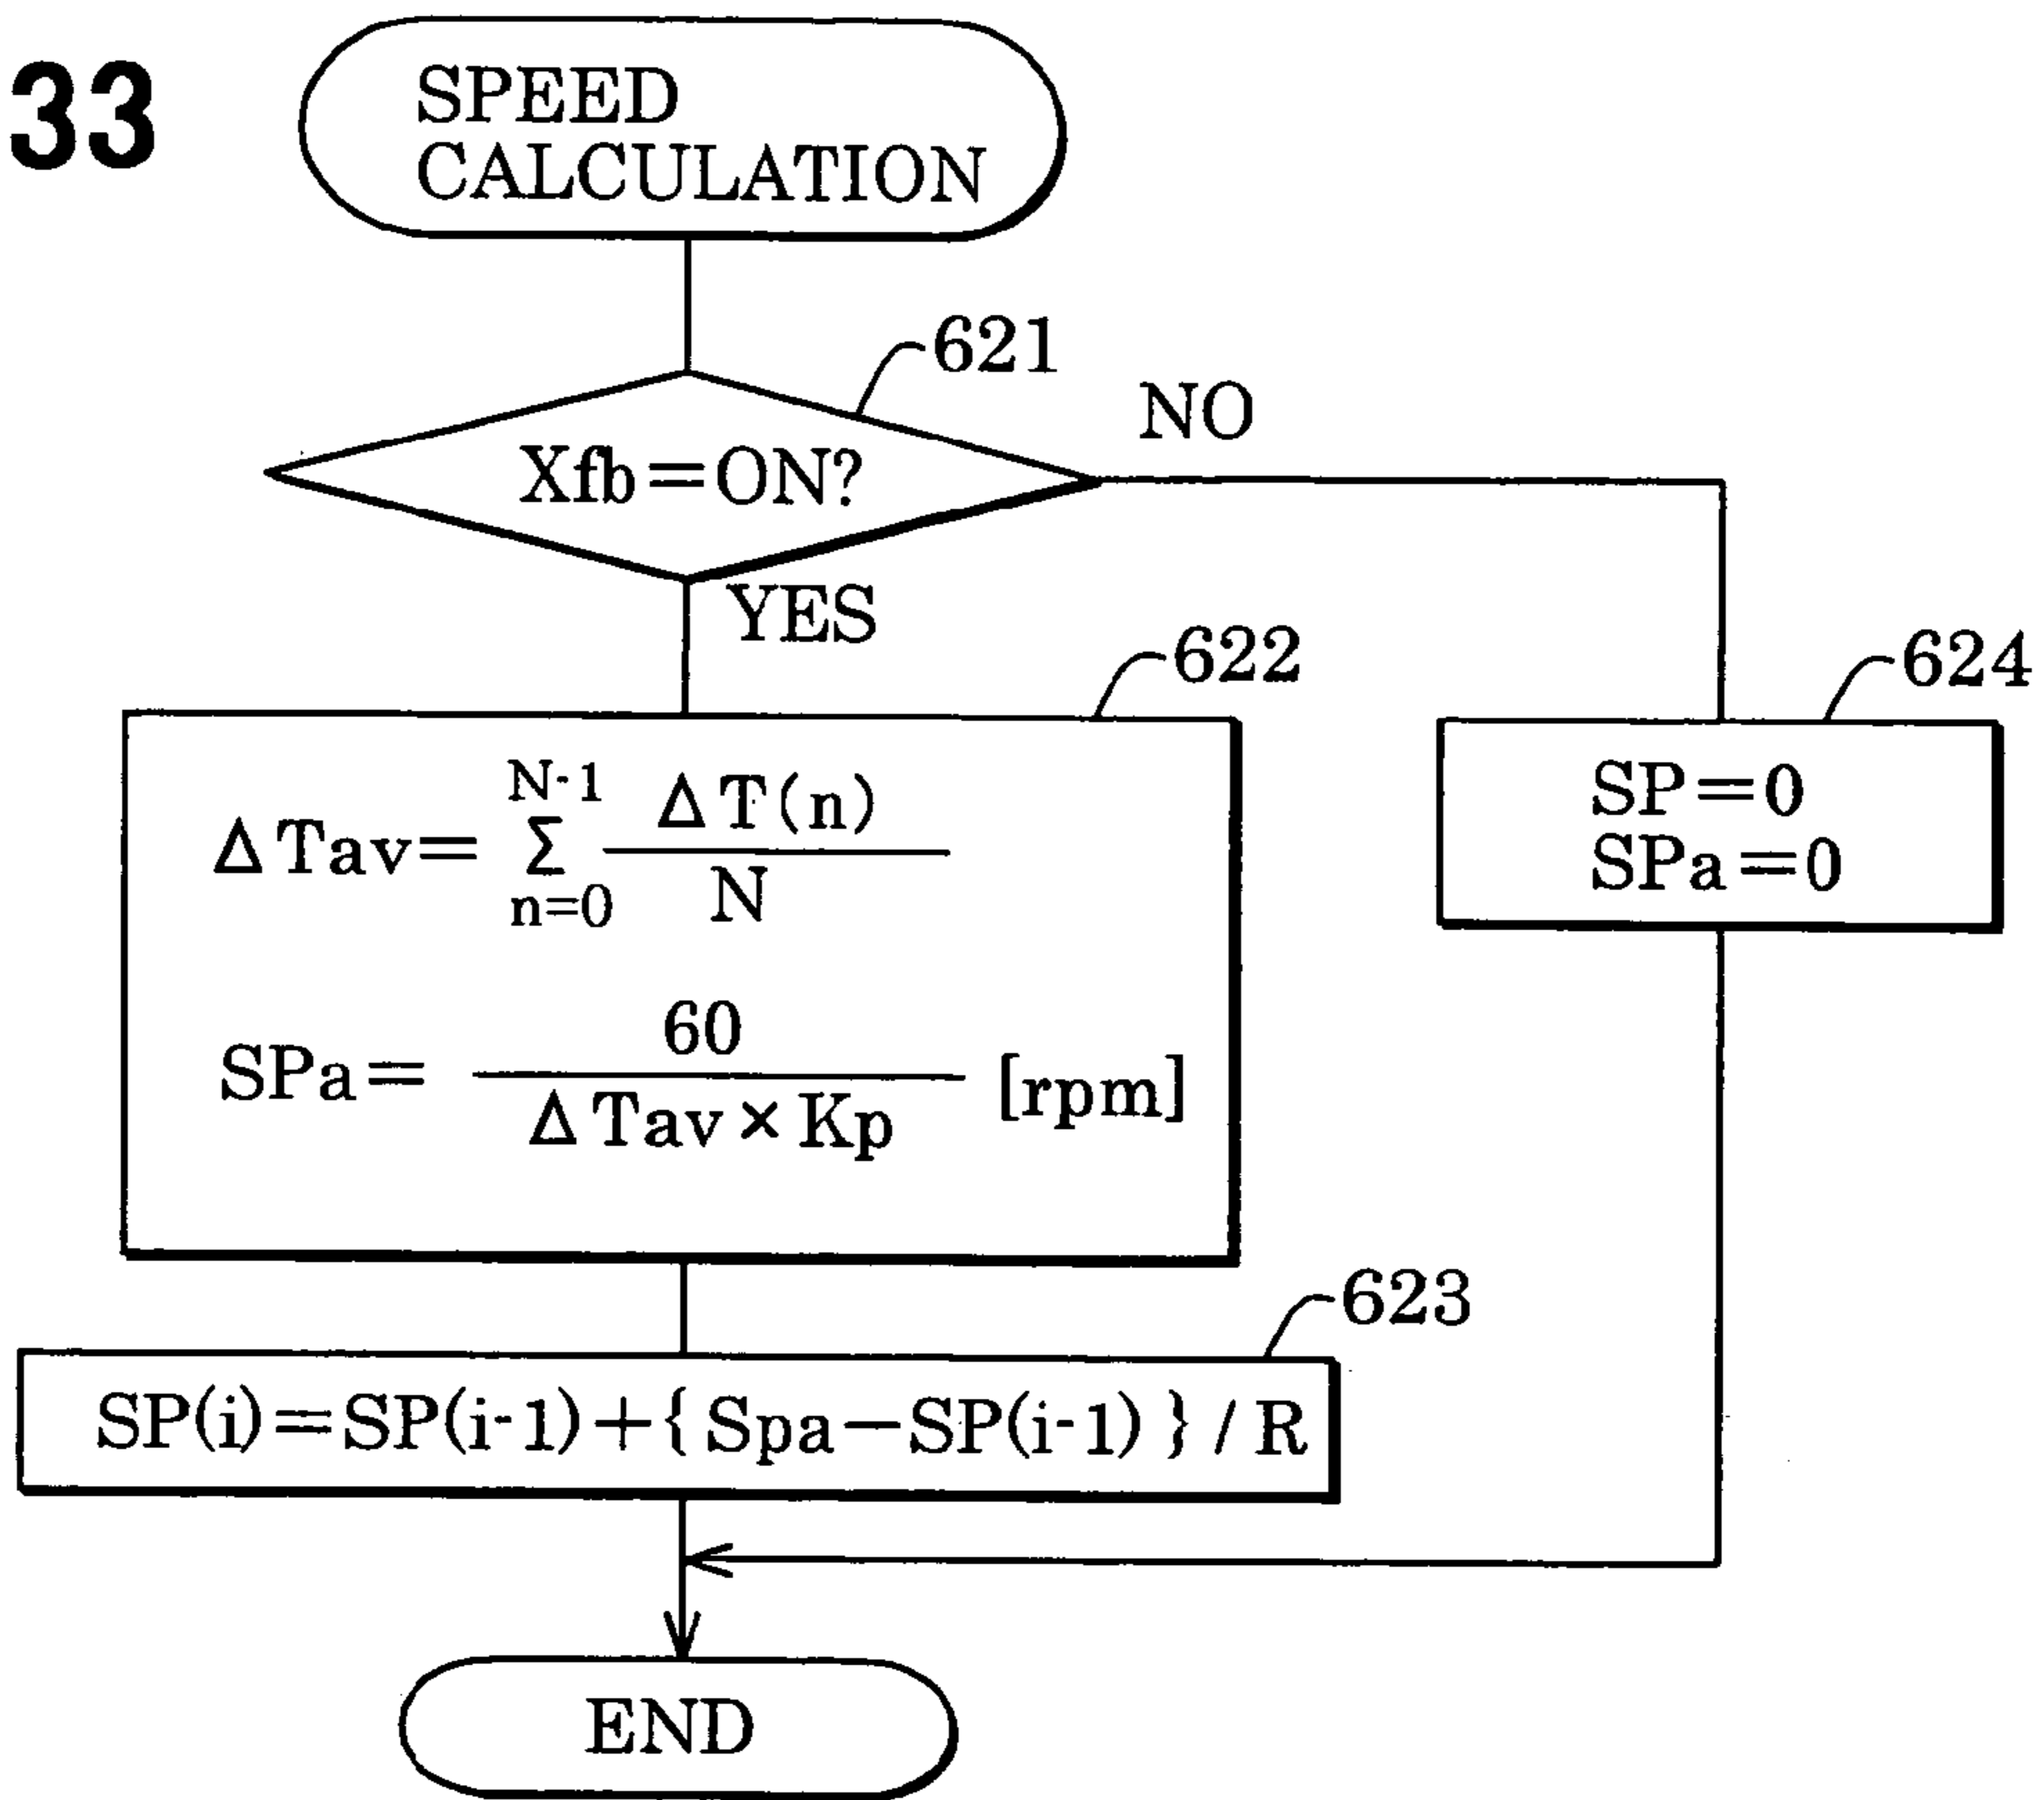 33
SPEED
CALCULATION
621
NO
Xfb=ON?
YES
622
624
N-1
ΔTav= Σ ΔT(n)
n=0 N
SP=0
SPa=0
60
SPa= [rpm]
ΔTav×Kp
623
SP(i)=SP(i-1)+{Spa−SP(i-1)}/R
END